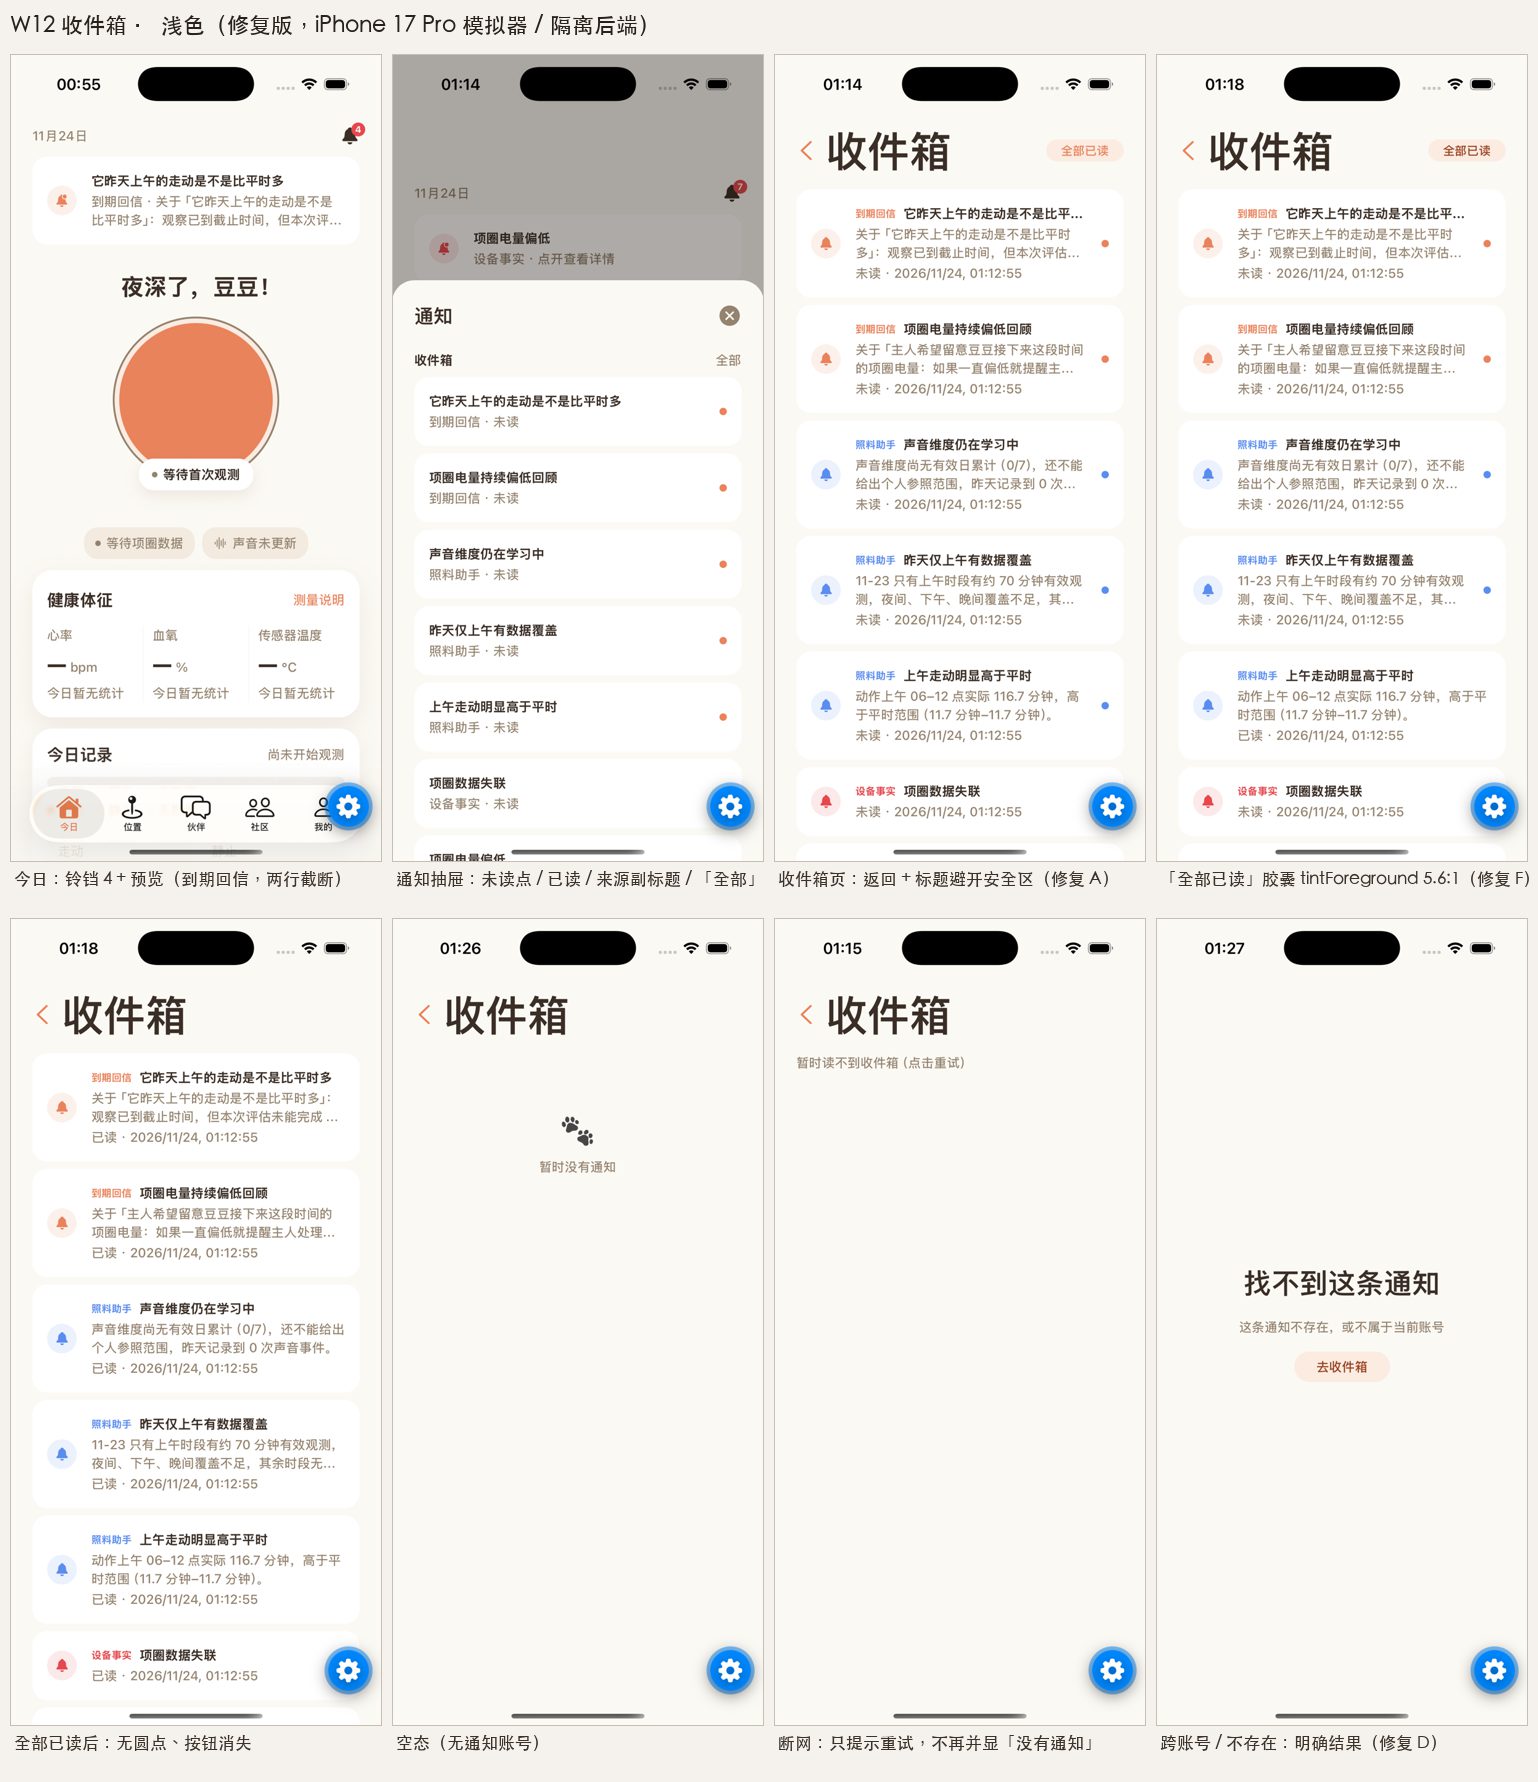 W12 收件箱 · 浅色（修复版，iPhone 17 Pro 模拟器 / 隔离后端）
00:55
11月24日
4
它昨天上午的走动是不是比平时多
到期回信 · 关于「它昨天上午的走动是不是
比平时多」：观察已到截止时间，但本次评…
夜深了，豆豆！
等待首次观测
等待项圈数据
声音未更新
健康体征
测量说明
心率
血氧
传感器温度
— bpm
— %
— °C
今日暂无统计
今日暂无统计
今日暂无统计
今日记录
尚未开始观测
今日
位置
伙伴
社区
我的
走动
静止
今日：铃铛 4 + 预览（到期回信，两行截断）
01:14
11月24日
7
项圈电量偏低
设备事实 · 点开查看详情
通知
收件箱
全部
它昨天上午的走动是不是比平时多
到期回信 · 未读
项圈电量持续偏低回顾
到期回信 · 未读
声音维度仍在学习中
照料助手 · 未读
昨天仅上午有数据覆盖
照料助手 · 未读
上午走动明显高于平时
照料助手 · 未读
项圈数据失联
设备事实 · 未读
项圈电量偏低
通知抽屉：未读点 / 已读 / 来源副标题 / 「全部」
01:14
收件箱
全部已读
到期回信 它昨天上午的走动是不是比平…
关于「它昨天上午的走动是不是比平时
多」：观察已到截止时间，但本次评估…
未读 · 2026/11/24, 01:12:55
到期回信 项圈电量持续偏低回顾
关于「主人希望留意豆豆接下来这段时间
的项圈电量：如果一直偏低就提醒主…
未读 · 2026/11/24, 01:12:55
照料助手 声音维度仍在学习中
声音维度尚无有效日累计 (0/7)，还不能
给出个人参照范围，昨天记录到 0 次…
未读 · 2026/11/24, 01:12:55
照料助手 昨天仅上午有数据覆盖
11-23 只有上午时段有约 70 分钟有效观
测，夜间、下午、晚间覆盖不足，其…
未读 · 2026/11/24, 01:12:55
照料助手 上午走动明显高于平时
动作上午 06–12 点实际 116.7 分钟，高
于平时范围 (11.7 分钟–11.7 分钟)。
未读 · 2026/11/24, 01:12:55
设备事实 项圈数据失联
未读 · 2026/11/24, 01:12:55
收件箱页：返回 + 标题避开安全区（修复 A）
01:18
收件箱
全部已读
到期回信 它昨天上午的走动是不是比平…
关于「它昨天上午的走动是不是比平时
多」：观察已到截止时间，但本次评估…
未读 · 2026/11/24, 01:12:55
到期回信 项圈电量持续偏低回顾
关于「主人希望留意豆豆接下来这段时间
的项圈电量：如果一直偏低就提醒主…
未读 · 2026/11/24, 01:12:55
照料助手 声音维度仍在学习中
声音维度尚无有效日累计 (0/7)，还不能
给出个人参照范围，昨天记录到 0 次…
未读 · 2026/11/24, 01:12:55
照料助手 昨天仅上午有数据覆盖
11-23 只有上午时段有约 70 分钟有效观
测，夜间、下午、晚间覆盖不足，其…
未读 · 2026/11/24, 01:12:55
照料助手 上午走动明显高于平时
动作上午 06–12 点实际 116.7 分钟，高于平
时范围 (11.7 分钟–11.7 分钟)。
已读 · 2026/11/24, 01:12:55
设备事实 项圈数据失联
未读 · 2026/11/24, 01:12:55
「全部已读」胶囊 tintForeground 5.6:1（修复 F）
01:18
收件箱
到期回信 它昨天上午的走动是不是比平时多
关于「它昨天上午的走动是不是比平时多」：
观察已到截止时间，但本次评估未能完成 …
已读 · 2026/11/24, 01:12:55
到期回信 项圈电量持续偏低回顾
关于「主人希望留意豆豆接下来这段时间的
项圈电量：如果一直偏低就提醒主人处理…
已读 · 2026/11/24, 01:12:55
照料助手 声音维度仍在学习中
声音维度尚无有效日累计 (0/7)，还不能给出
个人参照范围，昨天记录到 0 次声音事件。
已读 · 2026/11/24, 01:12:55
照料助手 昨天仅上午有数据覆盖
11-23 只有上午时段有约 70 分钟有效观测，
夜间、下午、晚间覆盖不足，其余时段无…
已读 · 2026/11/24, 01:12:55
照料助手 上午走动明显高于平时
动作上午 06–12 点实际 116.7 分钟，高于平
时范围 (11.7 分钟–11.7 分钟)。
已读 · 2026/11/24, 01:12:55
设备事实 项圈数据失联
已读 · 2026/11/24, 01:12:55
全部已读后：无圆点、按钮消失
01:26
收件箱
暂时没有通知
空态（无通知账号）
01:15
收件箱
暂时读不到收件箱 (点击重试)
断网：只提示重试，不再并显「没有通知」
01:27
找不到这条通知
这条通知不存在，或不属于当前账号
去收件箱
跨账号 / 不存在：明确结果（修复 D）